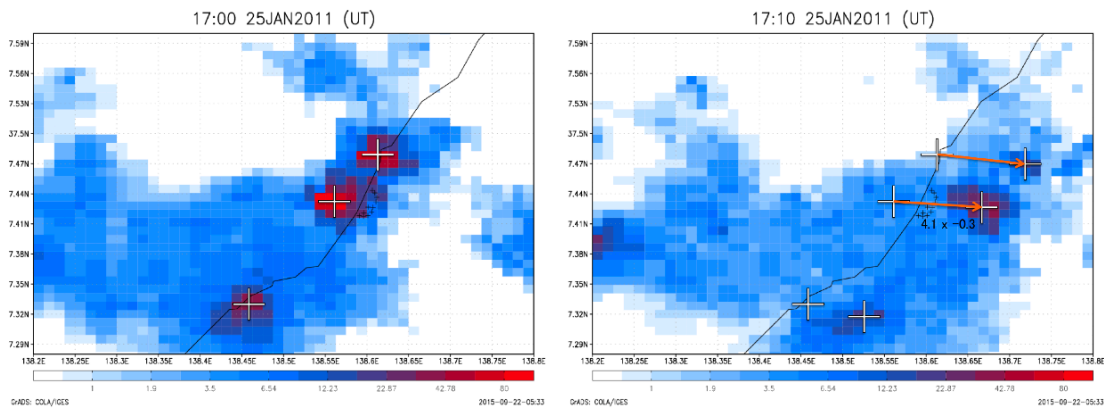 17:00 25JAN2011 (UT)
7.59N
7.56N
7.53N
37.5N
7.47N
7.44N
7.41N
7.38N
7.35N
7.32N
7.29N
138.2E 138.25E 138.3E 138.35E 138.4E 138.45E 138.5E 138.55E 138.6E 138.65E 138.7E 138.75E 138.8E
1 1.9 3.5 6.54 12.23 22.87 42.78 80
GrADS: COLA/IGES 2015-09-22-05:33
17:10 25JAN2011 (UT)
7.59N
7.56N
7.53N
37.5N
7.47N
7.44N
7.41N
7.38N
7.35N
7.32N
7.29N
4.1 x -0.3
138.2E 138.25E 138.3E 138.35E 138.4E 138.45E 138.5E 138.55E 138.6E 138.65E 138.7E 138.75E 138.8E
1 1.9 3.5 6.54 12.23 22.87 42.78 80
GrADS: COLA/IGES 2015-09-22-05:33